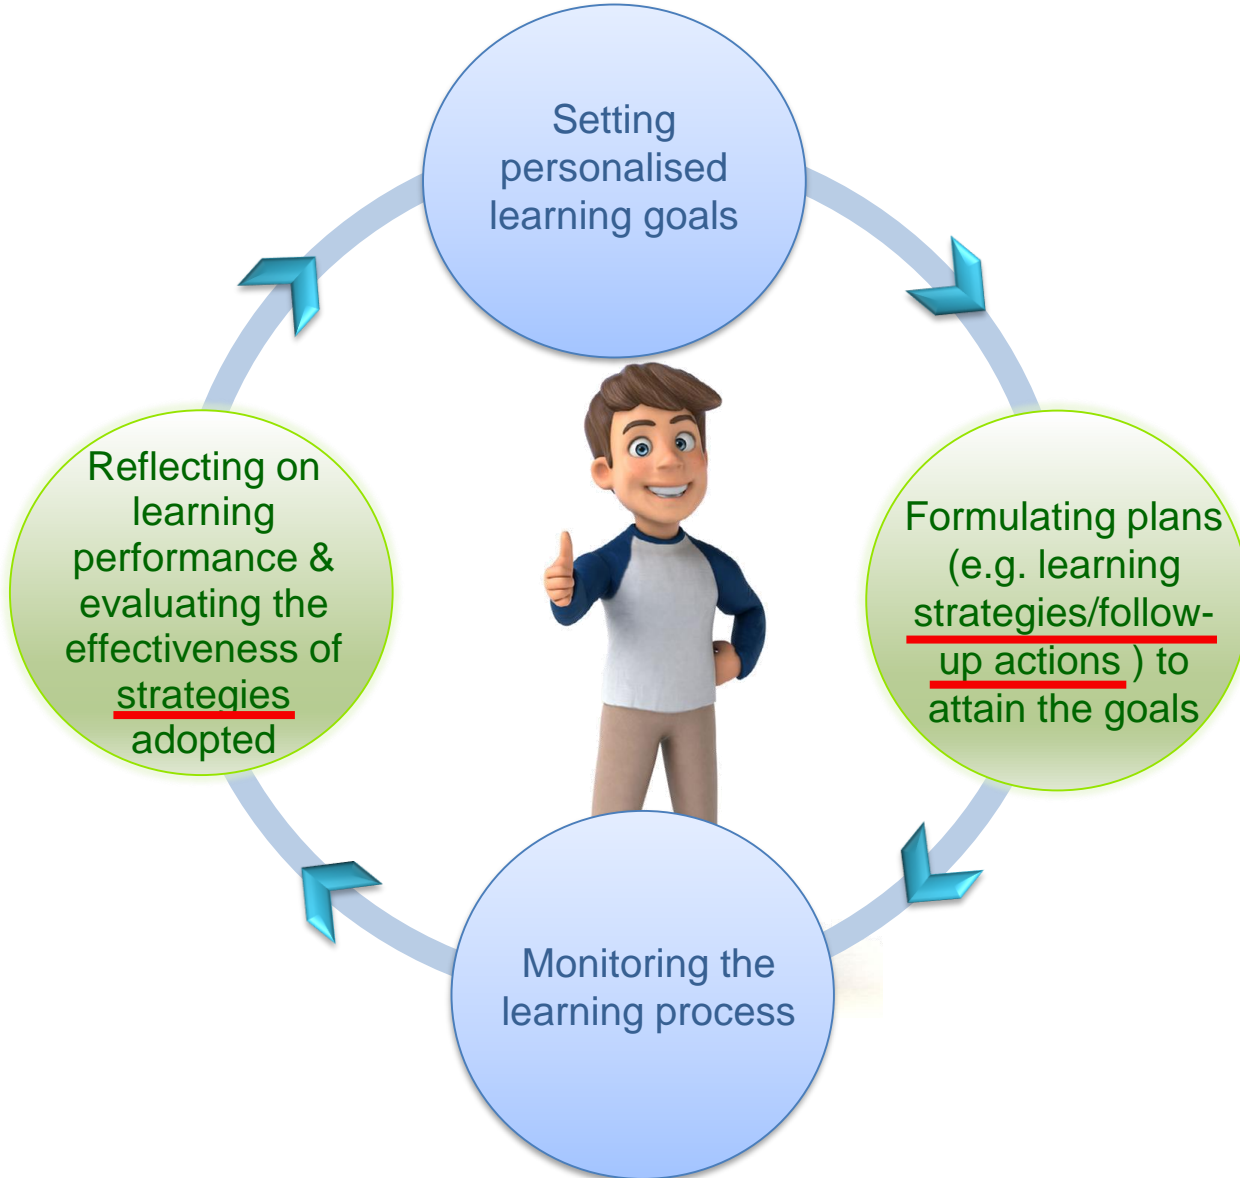 Setting
personalised
learning goals
Formulating plans
(e.g. learning
strategies/follow-
up actions ) to
attain the goals
Monitoring the
learning process
Reflecting on
learning
performance &
evaluating the
effectiveness of
strategies
adopted